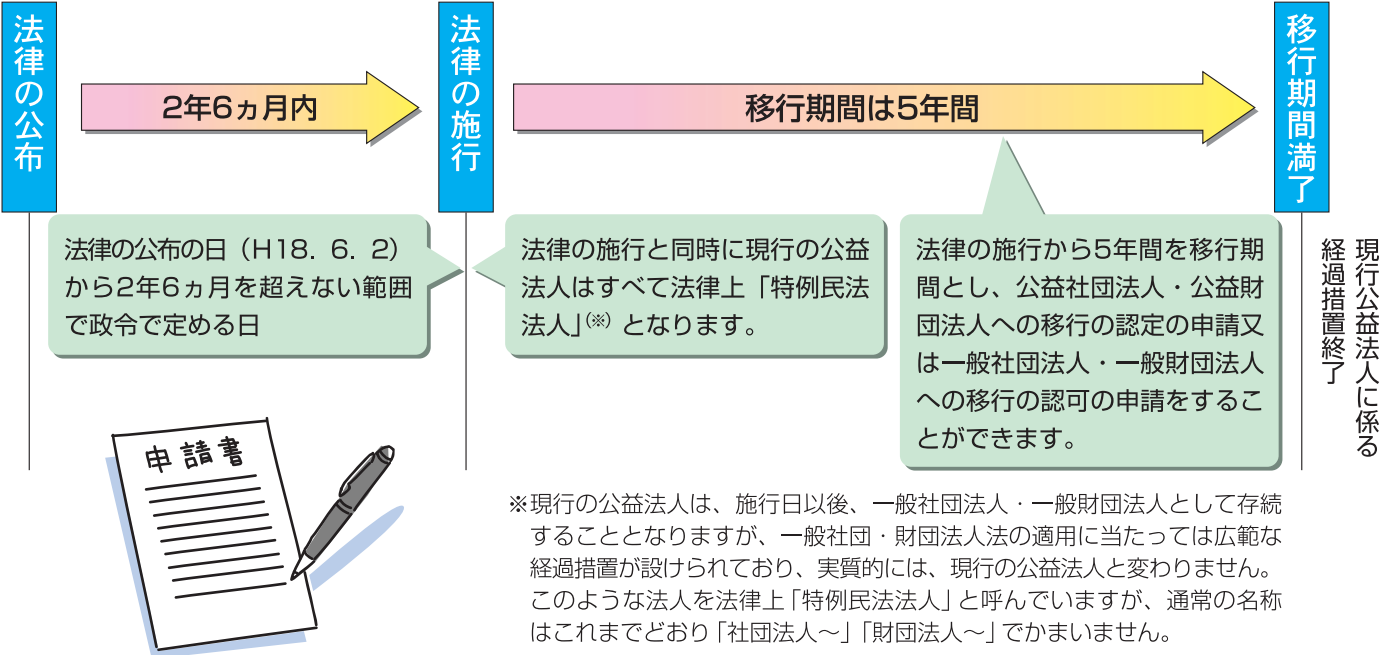 法律の公布
2年6ヵ月内
法律の施行
移行期間は5年間
移行期間満了
法律の公布の日（H18．6．2）
から2年6ヵ月を超えない範囲
で政令で定める日
法律の施行と同時に現行の公益
法人はすべて法律上「特例民法
法人」(※) となります。
法律の施行から5年間を移行期
間とし、公益社団法人・公益財
団法人への移行の認定の申請又
は一般社団法人・一般財団法人
への移行の認可の申請をするこ
とができます。
現行公益法人に係る
経過措置終了
申請書
※現行の公益法人は、施行日以後、一般社団法人・一般財団法人として存続
することとなりますが、一般社団・財団法人法の適用に当たっては広範な
経過措置が設けられており、実質的には、現行の公益法人と変わりません。
このような法人を法律上「特例民法法人」と呼んでいますが、通常の名称
はこれまでどおり「社団法人～」「財団法人～」でかまいません。